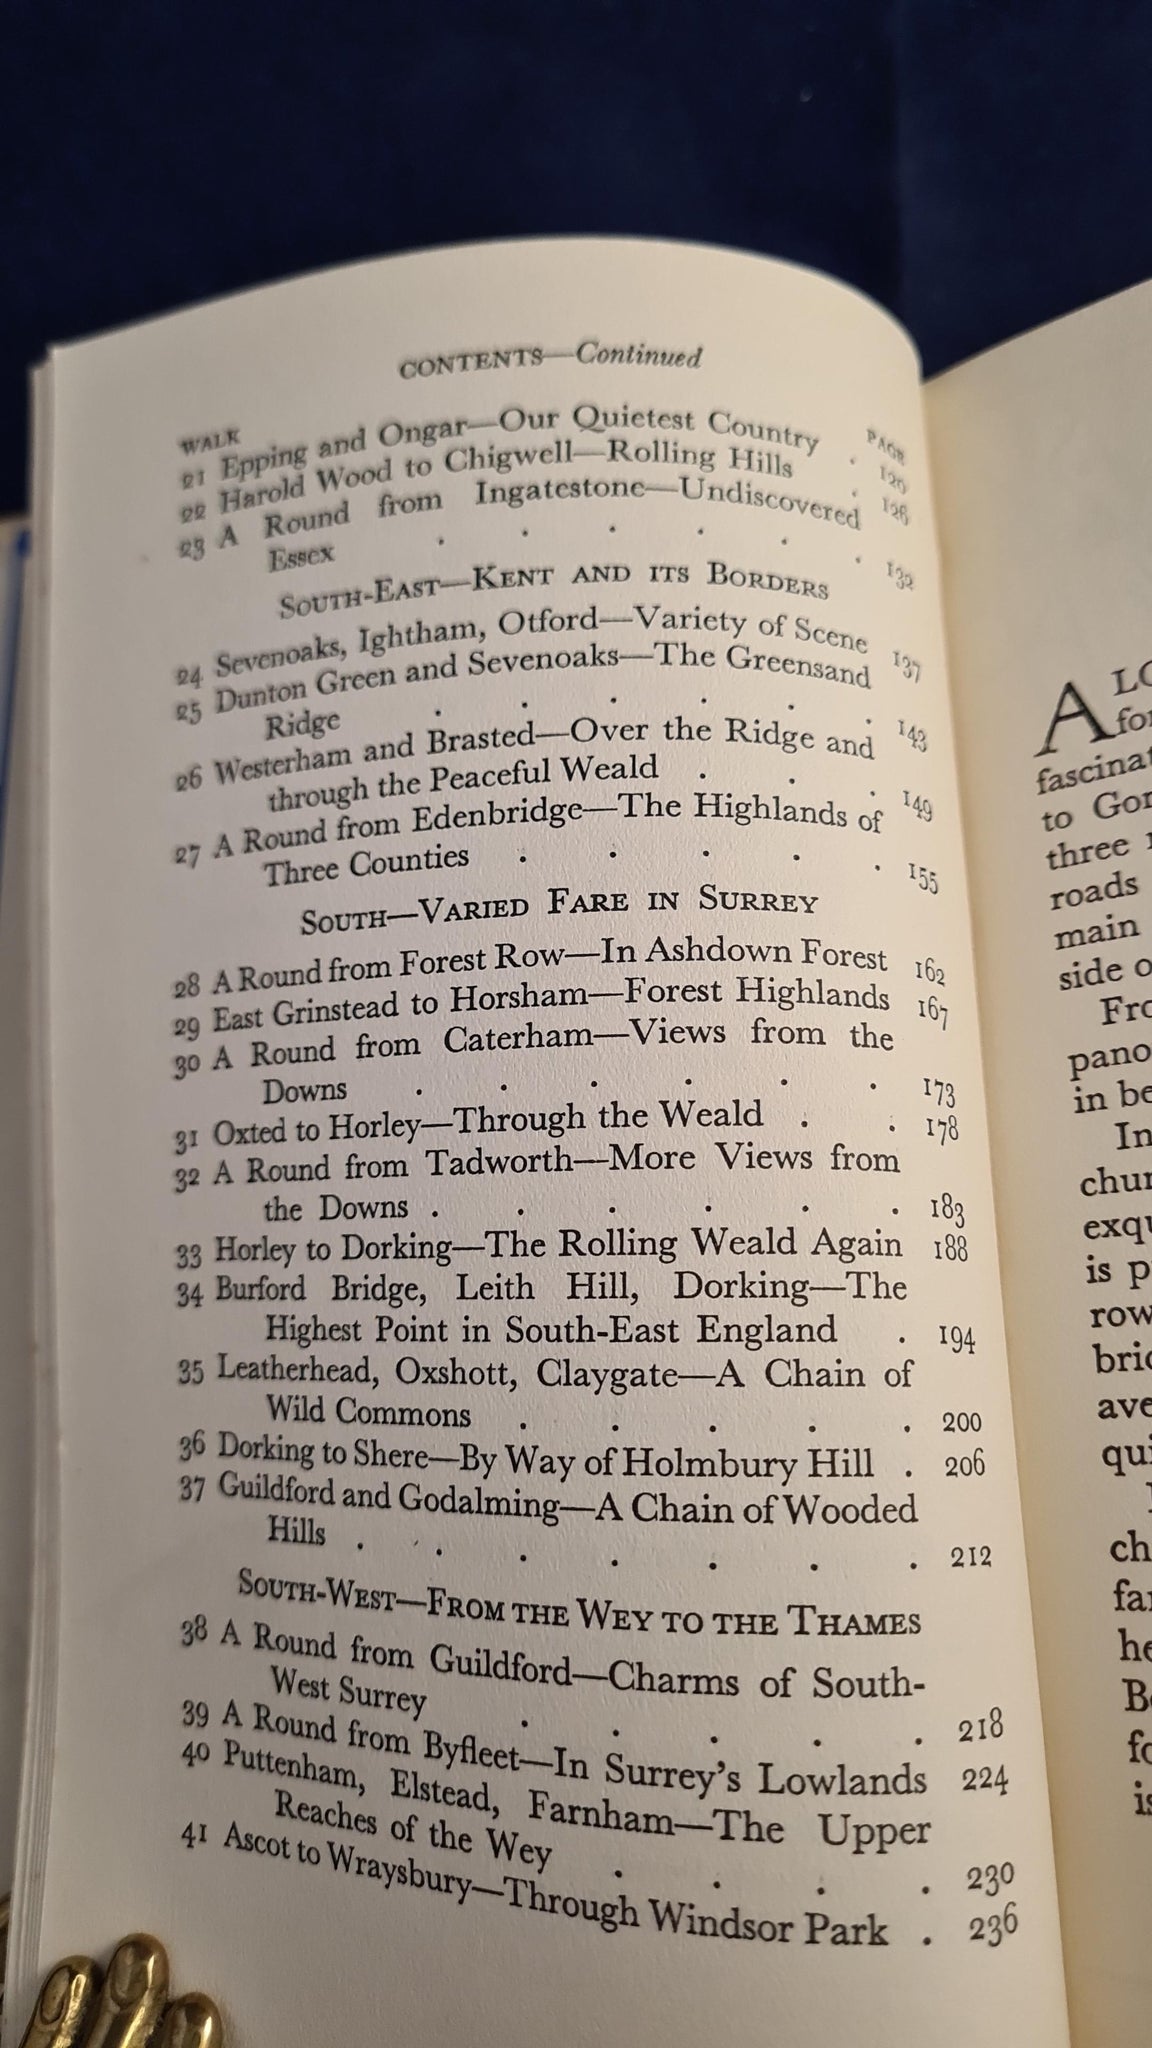 CONTENTS—Continued
WALK PAGE
21 Epping and Ongar—Our Quietest Country . 120
22 Harold Wood to Chigwell—Rolling Hills . 126
23 A Round from Ingatestone—Undiscovered
Essex . . . . . . 132
SOUTH-EAST—KENT AND ITS BORDERS
24 Sevenoaks, Ightham, Otford—Variety of Scene 137
25 Dunton Green and Sevenoaks—The Greensand
Ridge . . . . . . 143
26 Westerham and Brasted—Over the Ridge and
through the Peaceful Weald . . . 149
27 A Round from Edenbridge—The Highlands of
Three Counties . . . . . 155
SOUTH—VARIED FARE IN SURREY
28 A Round from Forest Row—In Ashdown Forest 162
29 East Grinstead to Horsham—Forest Highlands 167
30 A Round from Caterham—Views from the
Downs . . . . . . 173
31 Oxted to Horley—Through the Weald . . 178
32 A Round from Tadworth—More Views from
the Downs . . . . . . 183
33 Horley to Dorking—The Rolling Weald Again 188
34 Burford Bridge, Leith Hill, Dorking—The
Highest Point in South-East England . 194
35 Leatherhead, Oxshott, Claygate—A Chain of
Wild Commons . . . . . 200
36 Dorking to Shere—By Way of Holmbury Hill . 206
37 Guildford and Godalming—A Chain of Wooded
Hills . . . . . . . 212
SOUTH-WEST—FROM THE WEY TO THE THAMES
38 A Round from Guildford—Charms of South-
West Surrey . . . . . 218
39 A Round from Byfleet—In Surrey's Lowlands 224
40 Puttenham, Elstead, Farnham—The Upper
Reaches of the Wey . . . . 230
41 Ascot to Wraysbury—Through Windsor Park . 236
A
to
three
roads
main
side
in
In
is